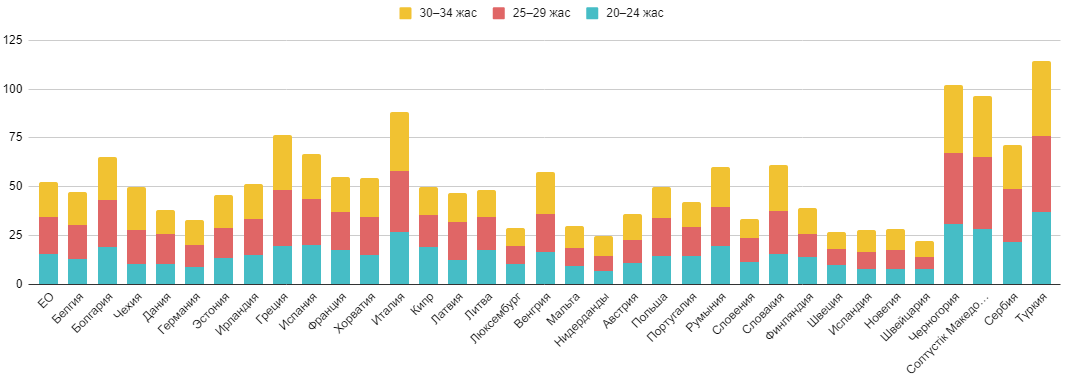 30–34 жас 25–29 жас 20–24 жас
125
100
75
50
25
0
ЕО
Белгия
Болгария
Чехия
Дания
Германия
Эстония
Ирландия
Греция
Испания
Франция
Хорватия
Италия
Кипр
Латвия
Литва
Люксембург
Венгрия
Мальта
Нидерланды
Австрия
Польша
Португалия
Румыния
Словения
Словакия
Финляндия
Швеция
Исландия
Новегия
Швейцария
Черногория
Солтүстік Македо…
Сербия
Түркия